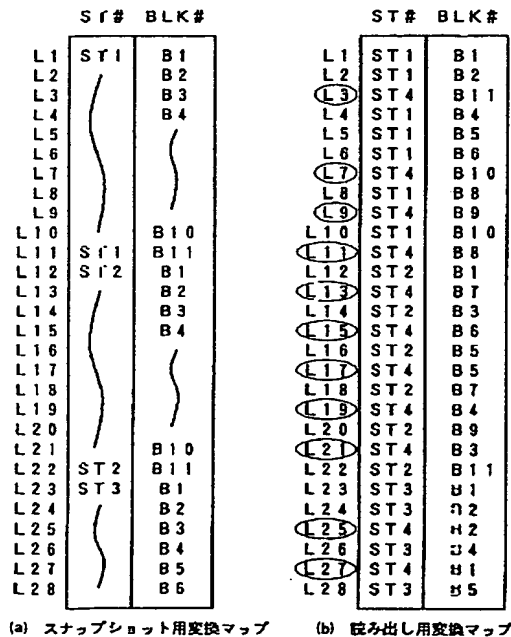 ST# BLK#
L1 ST1 B1
L2 B2
L3 B3
L4 B4
L5
L6
L7
L8
L9
L10 B10
L11 ST1 B11
L12 ST2 B1
L13 B2
L14 B3
L15 B4
L16
L17
L18
L19
L20
L21 B10
L22 ST2 B11
L23 ST3 B1
L24 B2
L25 B3
L26 B4
L27 B5
L28 B6
(a) スナップショット用変換マップ
ST# BLK#
L1 ST1 B1
L2 ST1 B2
L3 ST4 B11
L4 ST1 B4
L5 ST1 B5
L6 ST1 B6
L7 ST4 B10
L8 ST1 B8
L9 ST4 B9
L10 ST1 B10
L11 ST4 B8
L12 ST2 B1
L13 ST4 B7
L14 ST2 B3
L15 ST4 B6
L16 ST2 B5
L17 ST4 B5
L18 ST2 B7
L19 ST4 B4
L20 ST2 B9
L21 ST4 B3
L22 ST2 B11
L23 ST3 B1
L24 ST3 B2
L25 ST4 B2
L26 ST3 B4
L27 ST4 B1
L28 ST3 B5
(b)読み出し用変換マップ